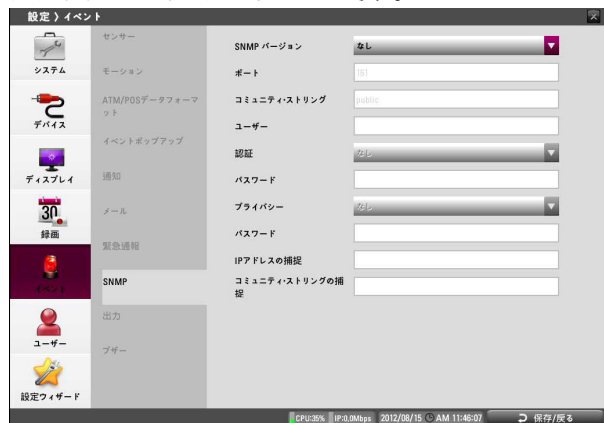 設定 〉イベント
システム
デバイス
ディスプレイ
30
録画
イベント
ユーザー
設定ウィザード
センサー
モーション
ATM/POSデータフォーマ
ット
イベントポップアップ
通知
メール
緊急通報
SNMP
出力
ブザー
SNMP バージョン
なし
ポート
161
コミュニティ・ストリング
public
ユーザー
認証
なし
パスワード
プライバシー
なし
パスワード
IPアドレスの捕捉
コミュニティ・ストリングの捕
捉
CPU:35% IP:0.0Mbps 2012/08/15 AM 11:46:07 保存/戻る